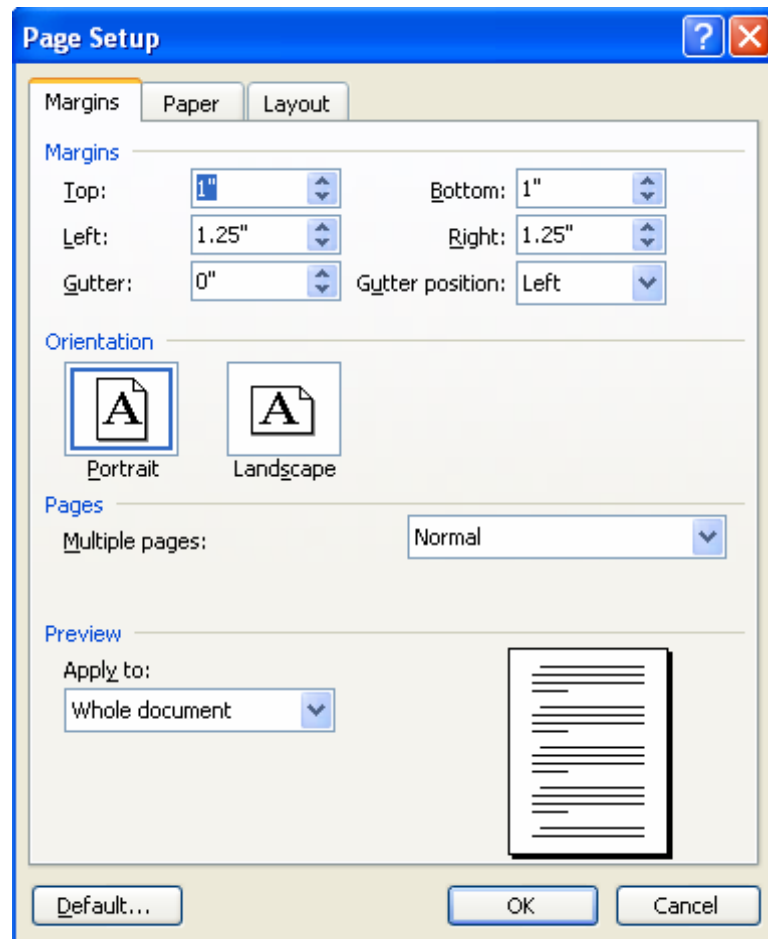 Page Setup ?
Margins Paper Layout
Margins
Top: 1" Bottom: 1"
Left: 1.25" Right: 1.25"
Gutter: 0" Gutter position: Left
Orientation
A A
Portrait Landscape
Pages
Multiple pages: Normal
Preview
Apply to:
Whole document
Default... OK Cancel